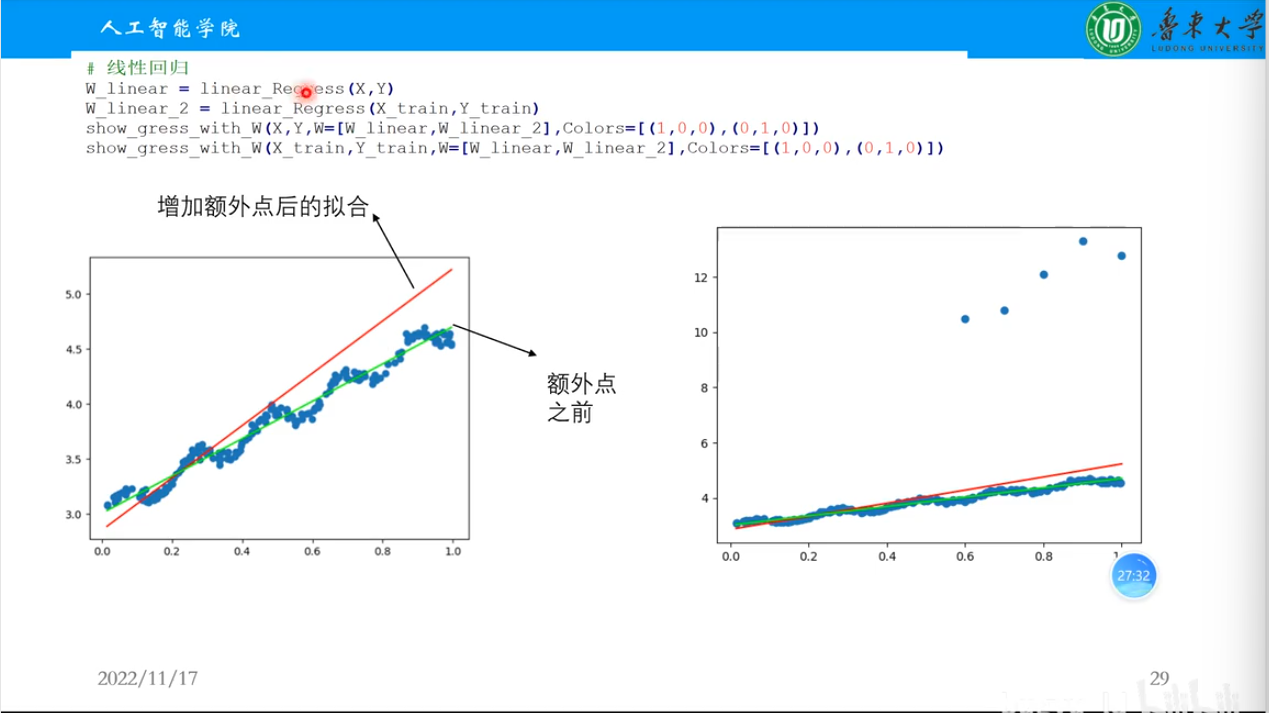 人工智能学院
鲁东大学
LUDONG UNIVERSITY
# 线性回归
W_linear = linear_Regress(X,Y)
W_linear_2 = linear_Regress(X_train,Y_train)
show_gress_with_W(X,Y,W=[W_linear,W_linear_2],Colors=[(1,0,0),(0,1,0)])
show_gress_with_W(X_train,Y_train,W=[W_linear,W_linear_2],Colors=[(1,0,0),(0,1,0)])
增加额外点后的拟合
5.0
4.5
4.0
3.5
3.0
0.0 0.2 0.4 0.6 0.8 1.0
额外点
之前
12
10
8
6
4
0.0 0.2 0.4 0.6 0.8
27:32
2022/11/17
29